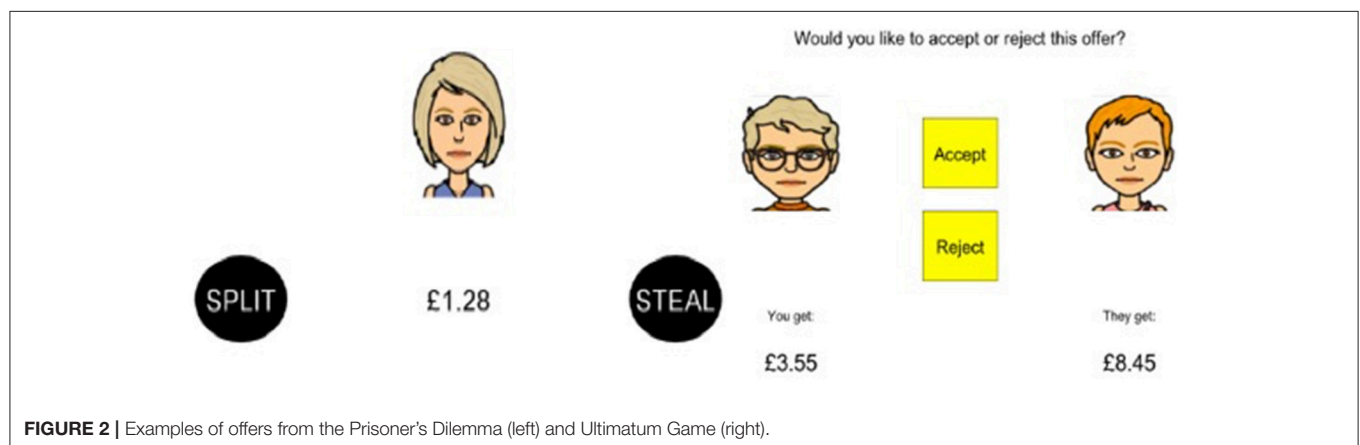 Would you like to accept or reject this offer?
Accept
Reject
SPLIT
£1.28
STEAL
You get:
They get:
£3.55
£8.45
FIGURE 2 | Examples of offers from the Prisoner's Dilemma (left) and Ultimatum Game (right).